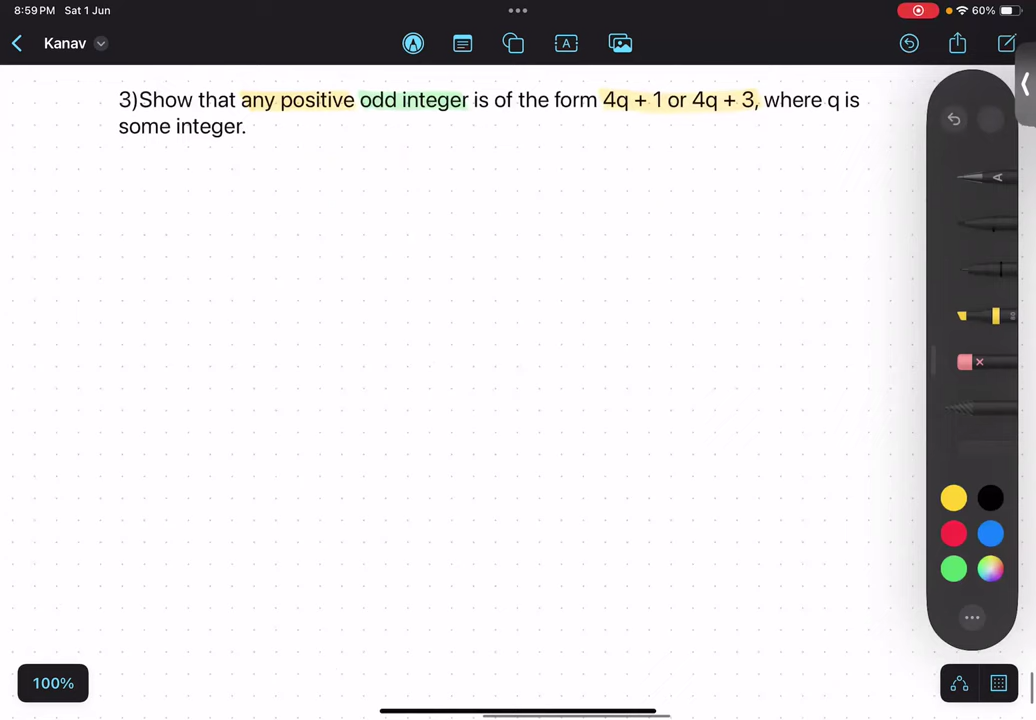 8:59 PM Sat 1 Jun
60%
Kanav
A
3)Show that any positive odd integer is of the form 4q + 1 or 4q + 3, where q is
some integer.
A
100%